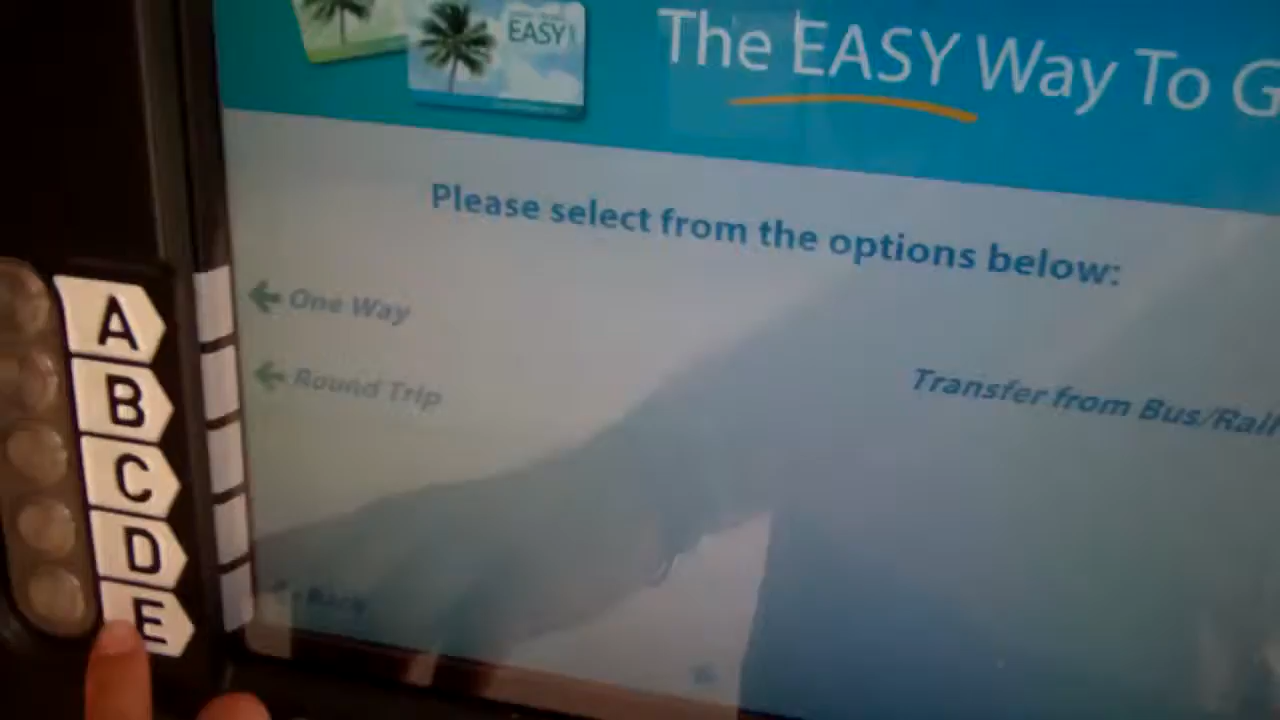 EASY
The EASY Way To G
Please select from the options below:
One Way
Round Trip
Transfer from Bus/Rail
Back
A
B
C
D
E